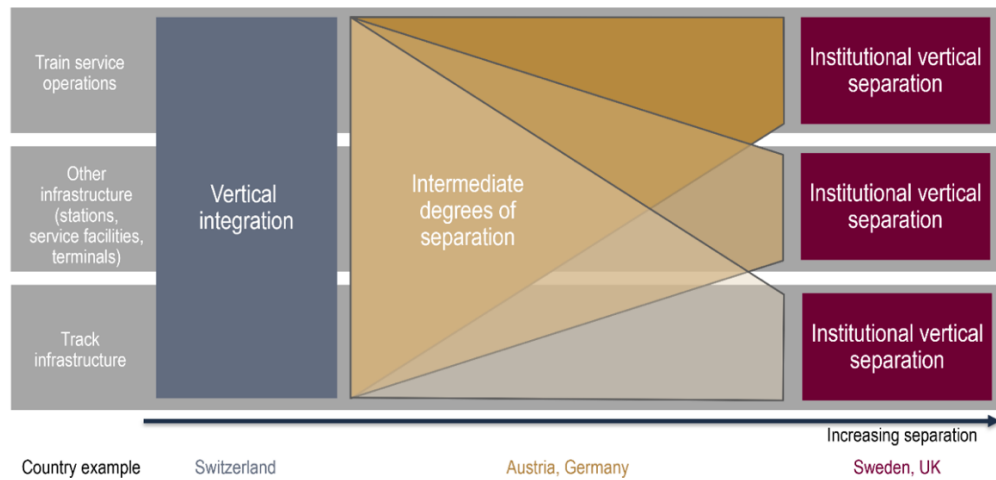 Train service
operations
Institutional vertical
separation
Other
infrastructure
(stations,
service facilities,
terminals)
Vertical
integration
Intermediate
degrees of
separation
Institutional vertical
separation
Track
infrastructure
Institutional vertical
separation
Increasing separation
Country example
Switzerland
Austria, Germany
Sweden, UK